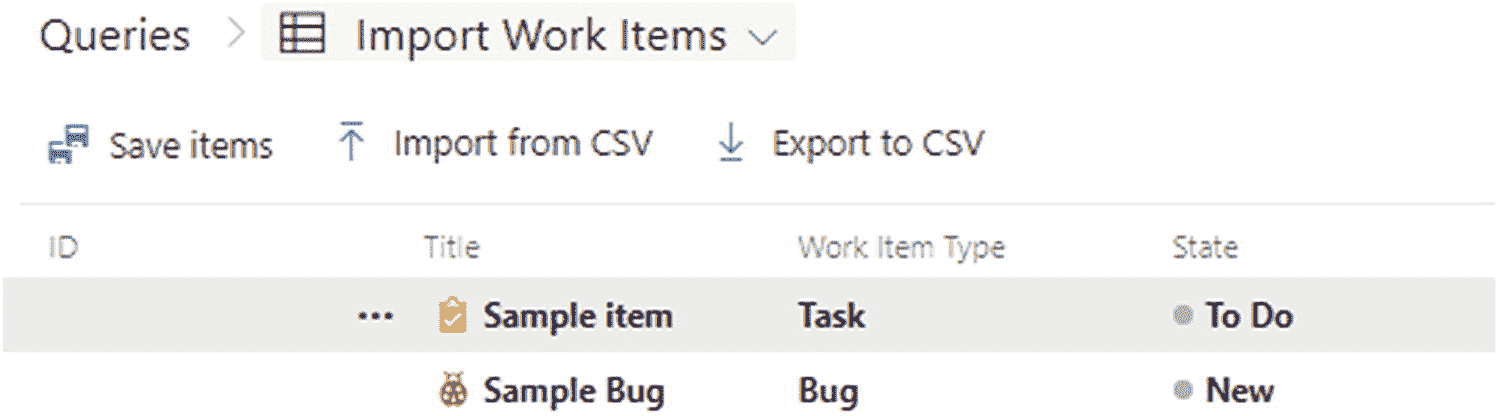 Queries > Import Work Items
Save items Import from CSV Export to CSV
ID Title Work Item Type State
... Sample item Task To Do
Sample Bug Bug New